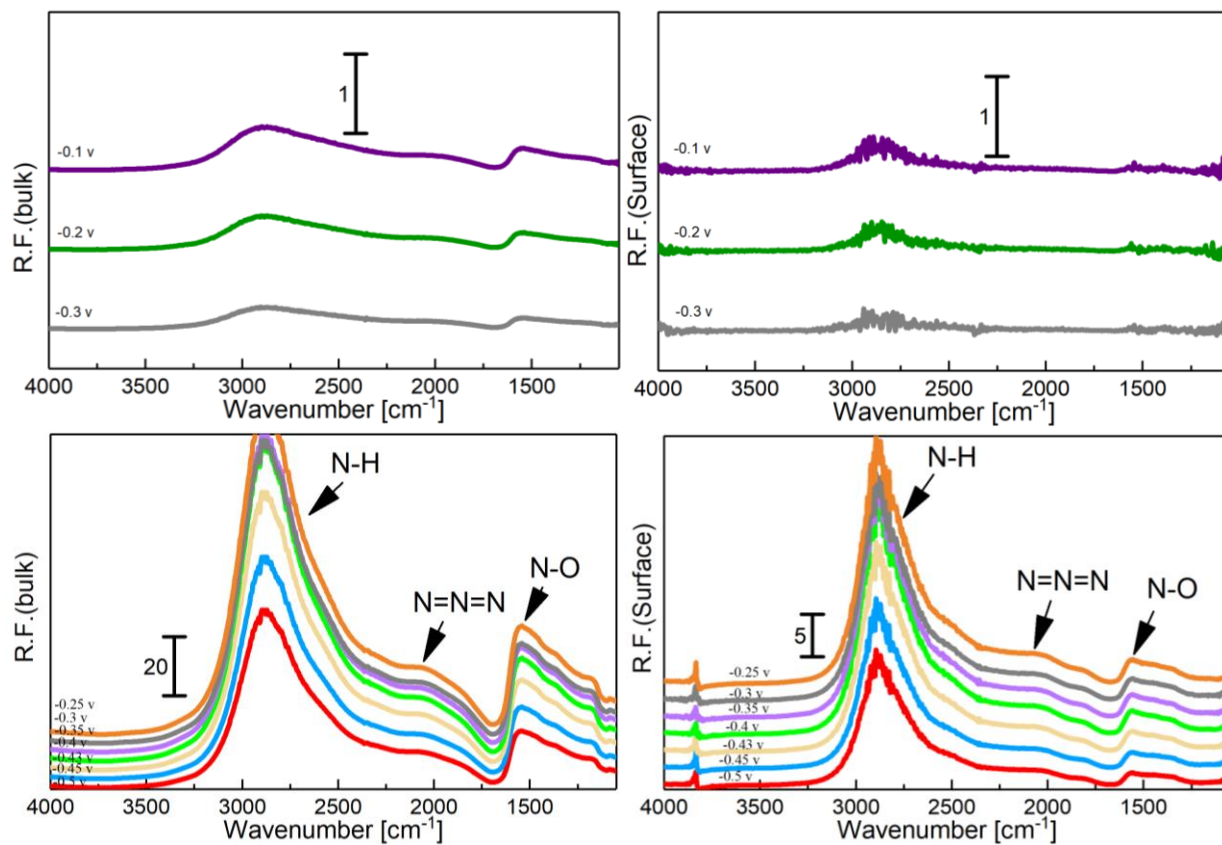 R.F.(bulk)
1
-0.1 v
-0.2 v
-0.3 v
4000 3500 3000 2500 2000 1500
Wavenumber [cm⁻¹]
R.F.(Surface)
1
-0.1 v
-0.2 v
-0.3 v
4000 3500 3000 2500 2000 1500
Wavenumber [cm⁻¹]
R.F.(bulk)
N-H
N=N=N
N-O
20
-0.25 v
-0.3 v
-0.35 v
-0.4 v
-0.43 v
-0.45 v
-0.5 v
4000 3500 3000 2500 2000 1500
Wavenumber [cm⁻¹]
R.F.(Surface)
N-H
N=N=N
N-O
5
-0.25 v
-0.3 v
-0.35 v
-0.4 v
-0.43 v
-0.45 v
-0.5 v
4000 3500 3000 2500 2000 1500
Wavenumber [cm⁻¹]